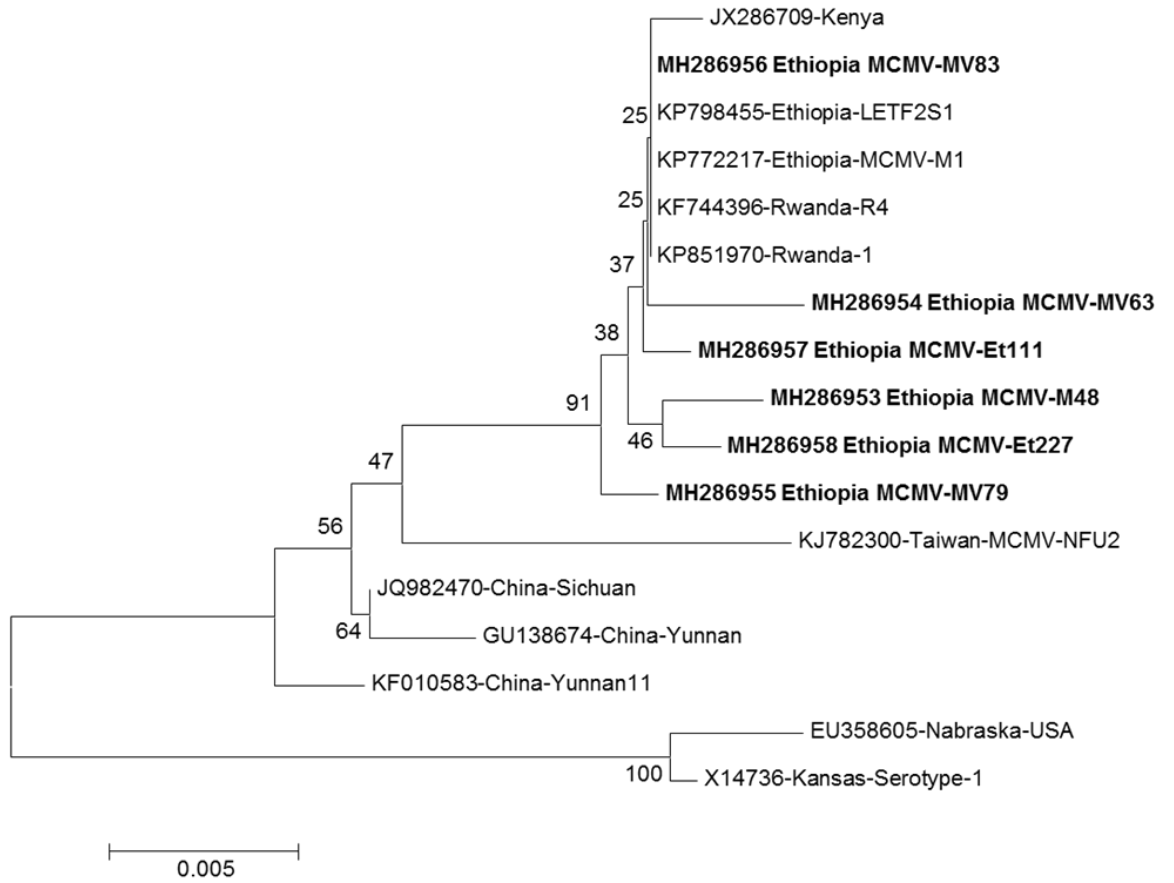 JX286709-Kenya
MH286956 Ethiopia MCMV-MV83
25
KP798455-Ethiopia-LETF2S1
KP772217-Ethiopia-MCMV-M1
25
KF744396-Rwanda-R4
KP851970-Rwanda-1
37
MH286954 Ethiopia MCMV-MV63
38
MH286957 Ethiopia MCMV-Et111
91
MH286953 Ethiopia MCMV-M48
46
MH286958 Ethiopia MCMV-Et227
47
MH286955 Ethiopia MCMV-MV79
56
KJ782300-Taiwan-MCMV-NFU2
JQ982470-China-Sichuan
64
GU138674-China-Yunnan
KF010583-China-Yunnan11
EU358605-Nabraska-USA
100
X14736-Kansas-Serotype-1
0.005